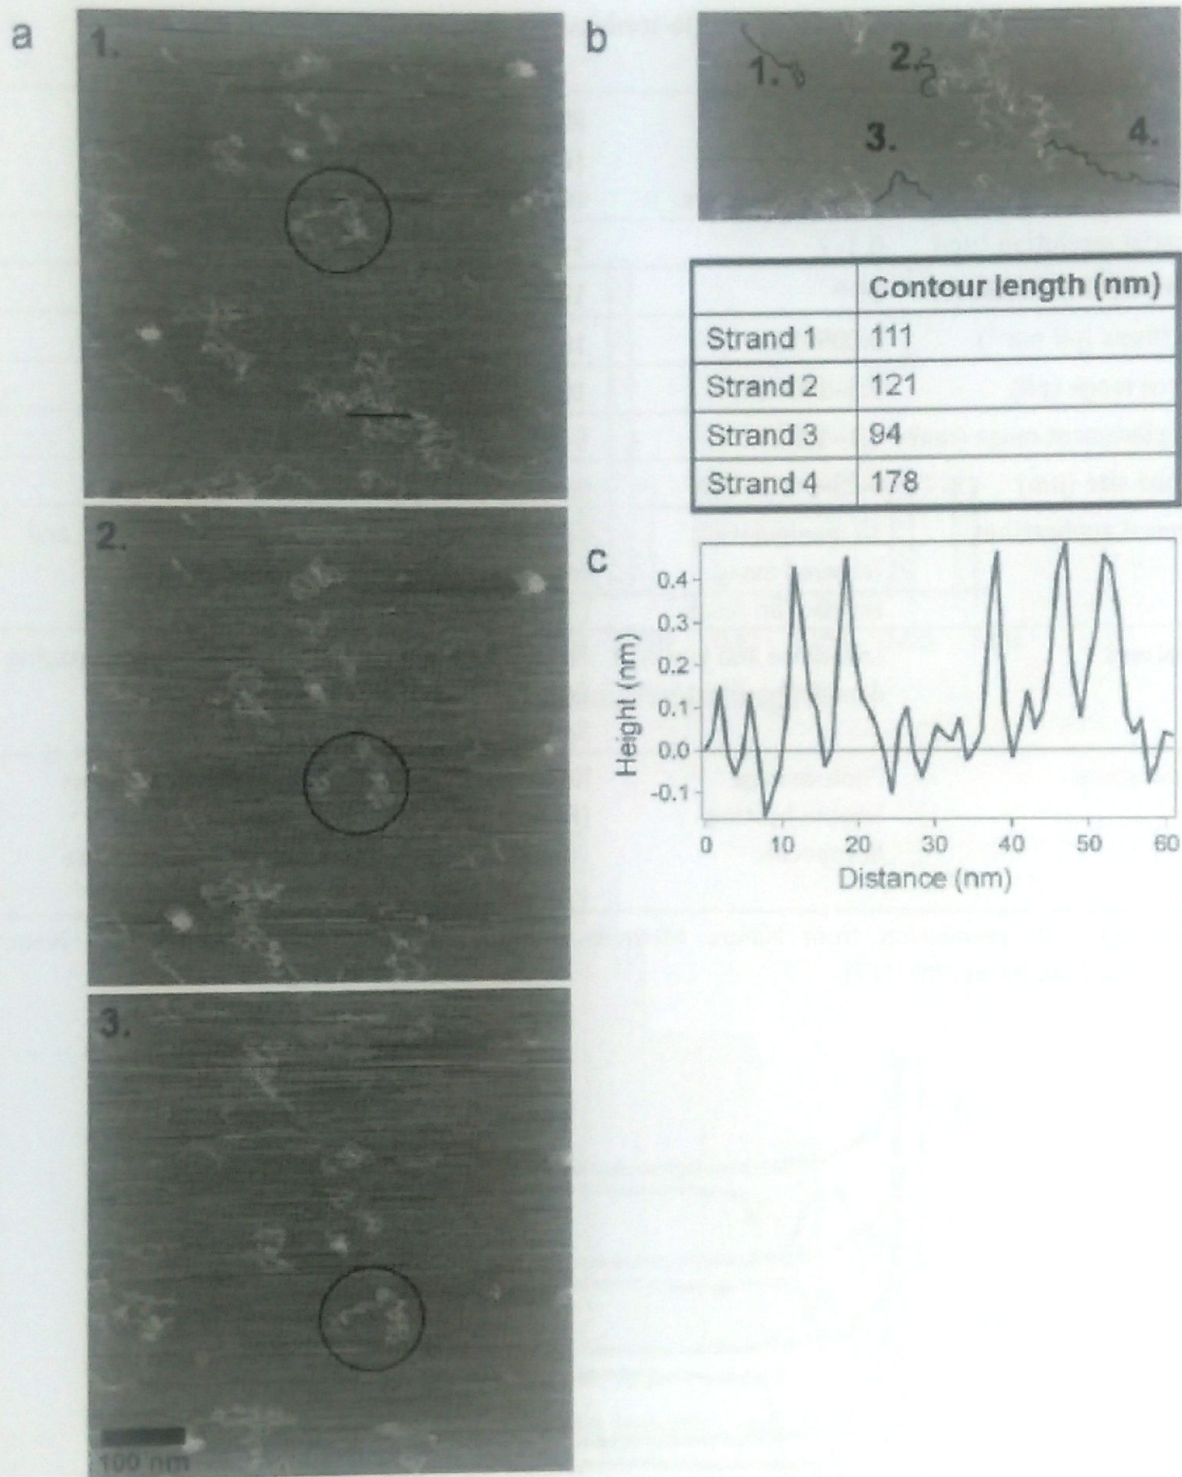 a
1.
2.
3.
100 nm
b
1.
2.
3.
4.
Contour length (nm)
Strand 1 111
Strand 2 121
Strand 3 94
Strand 4 178
c
Height (nm)
0.4
0.3
0.2
0.1
0.0
-0.1
0 10 20 30 40 50 60
Distance (nm)